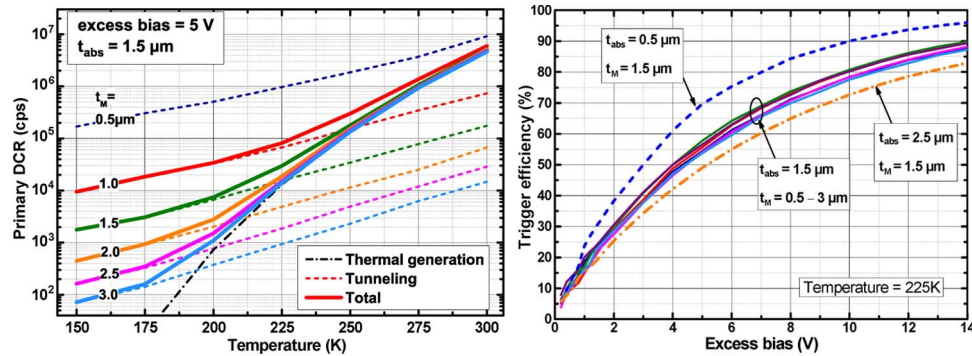 excess bias = 5 V
t_abs = 1.5 µm
t_M =
0.5µm
1.0
1.5
2.0
2.5
3.0
Thermal generation
Tunneling
Total
10^7
10^6
10^5
10^4
10^3
10^2
Primary DCR (cps)
150 175 200 225 250 275 300
Temperature (K)
100
90
80
70
60
50
40
30
20
10
0
Trigger efficiency (%)
t_abs = 0.5 µm
t_M = 1.5 µm
t_abs = 1.5 µm
t_M = 0.5 – 3 µm
t_abs = 2.5 µm
t_M = 1.5 µm
Temperature = 225K
0 2 4 6 8 10 12 14
Excess bias (V)